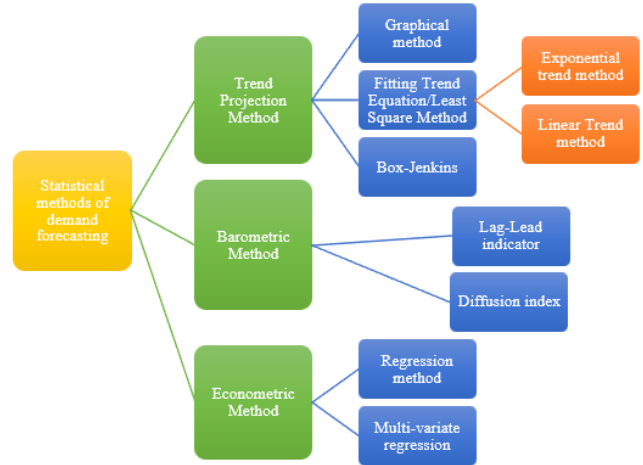 Statistical
methods of
demand
forecasting
Trend
Projection
Method
Graphical
method
Fitting Trend
Equation/Least
Square Method
Exponential
trend method
Linear Trend
method
Box-Jenkins
Barometric
Method
Lag-Lead
indicator
Diffusion index
Econometric
Method
Regression
method
Multi-variate
regression